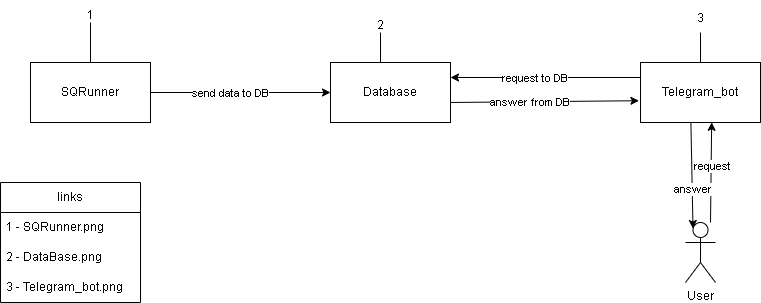 1
2
3
SQRunner
send data to DB
Database
request to DB
answer from DB
Telegram_bot
request
answer
links
1 - SQRunner.png
2 - DataBase.png
3 - Telegram_bot.png
User